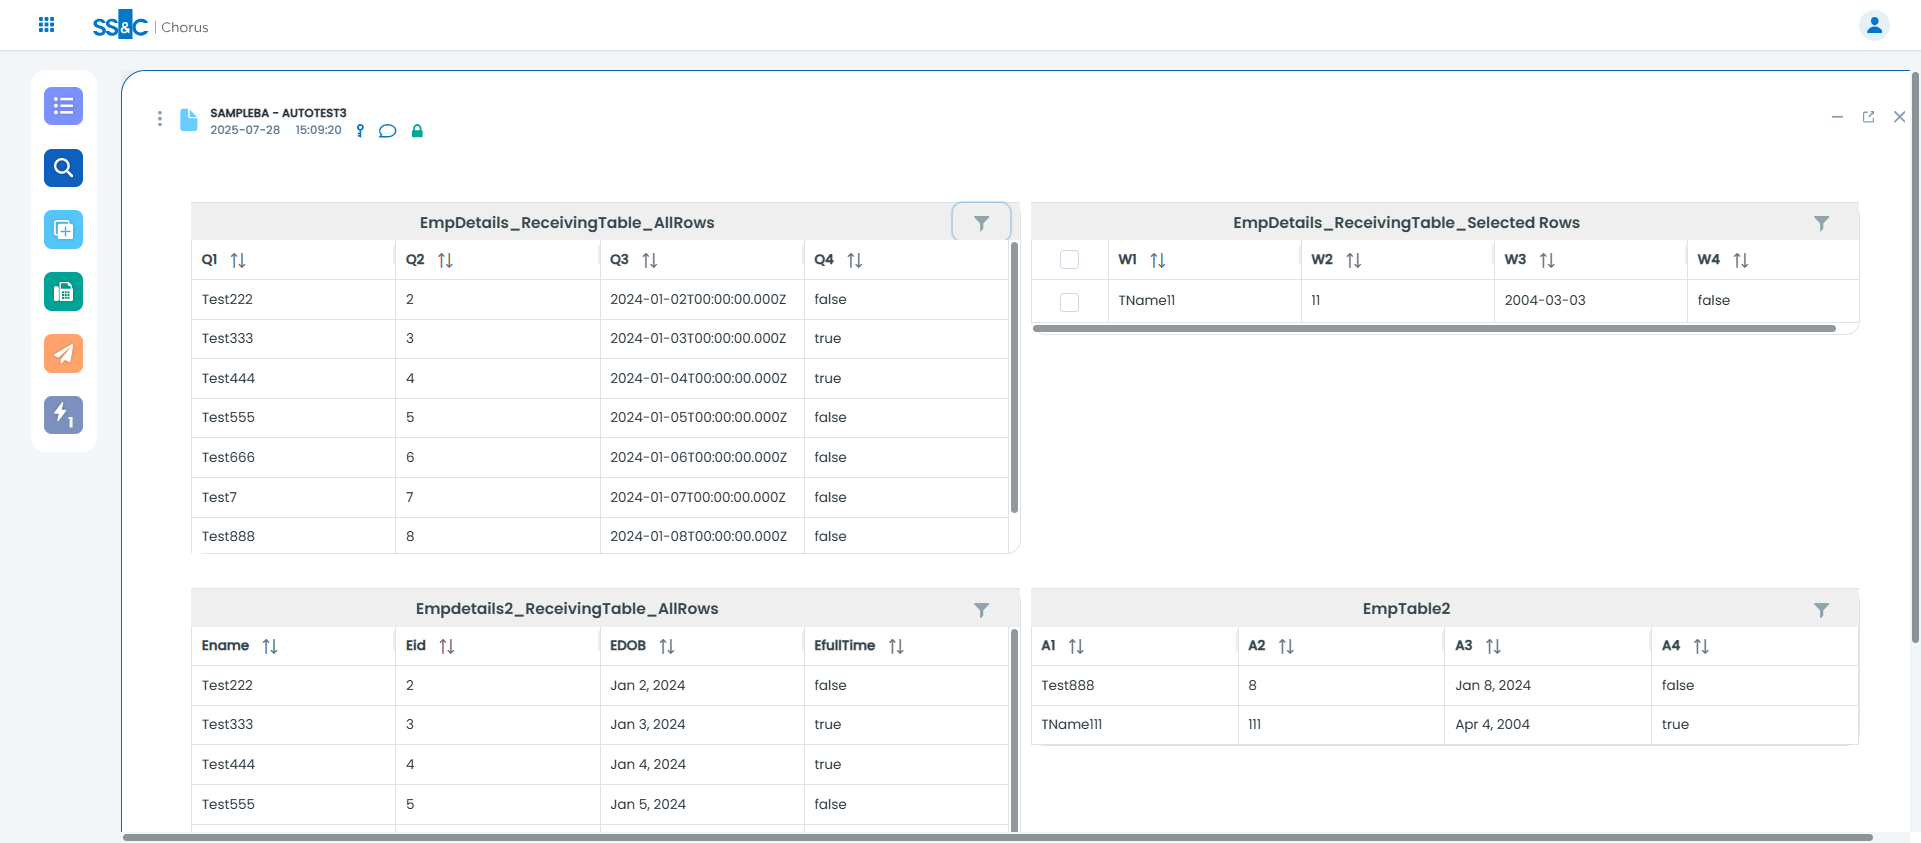 SS&C | Chorus
SAMPLEBA - AUTOTEST3
2025-07-28 15:09:20
EmpDetails_ReceivingTable_AllRows
Q1 Q2 Q3 Q4
Test222 2 2024-01-02T00:00:00.000Z false
Test333 3 2024-01-03T00:00:00.000Z true
Test444 4 2024-01-04T00:00:00.000Z true
Test555 5 2024-01-05T00:00:00.000Z false
Test666 6 2024-01-06T00:00:00.000Z false
Test7 7 2024-01-07T00:00:00.000Z false
Test888 8 2024-01-08T00:00:00.000Z false
EmpDetails_ReceivingTable_Selected Rows
W1 W2 W3 W4
TName11 11 2004-03-03 false
1
Empdetails2_ReceivingTable_AllRows
Ename Eid EDOB EfullTime
Test222 2 Jan 2, 2024 false
Test333 3 Jan 3, 2024 true
Test444 4 Jan 4, 2024 true
Test555 5 Jan 5, 2024 false
EmpTable2
A1 A2 A3 A4
Test888 8 Jan 8, 2024 false
TName111 111 Apr 4, 2004 true